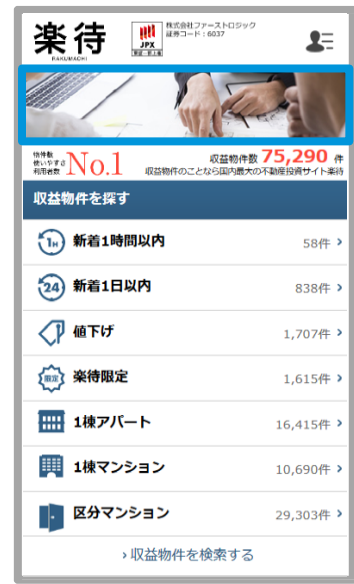 楽待
RAKUMACHI
JPX
株式会社ファーストロジック
証券コード：6037
物件数
使いやすさ
利用者数
No.1
収益物件数 75,290 件
収益物件のことなら国内最大の不動産投資サイト楽待
収益物件を探す
1H 新着1時間以内 58件
24 新着1日以内 838件
値下げ 1,707件
限定 楽待限定 1,615件
1棟アパート 16,415件
1棟マンション 10,690件
区分マンション 29,303件
›収益物件を検索する